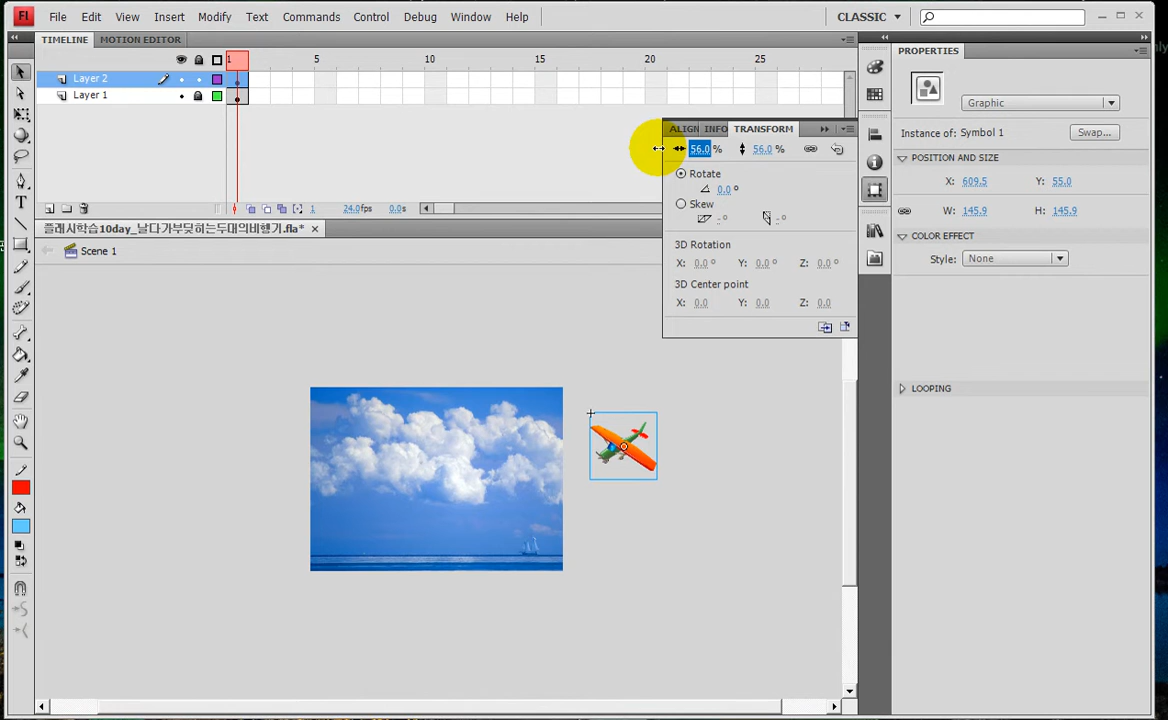 Fl File Edit View Insert Modify Text Commands Control Debug Window Help CLASSIC
TIMELINE MOTION EDITOR
1 5 10 15 20 25
Layer 2
Layer 1
1 24.0fps 0.0s
플래시학습10day_날다가부딪히는두대의비행기.fla*
Scene 1
ALIGN INFO TRANSFORM
56.0 % 56.0 %
Rotate
0.0 °
Skew
- ° - °
3D Rotation
X: 0.0 ° Y: 0.0 ° Z: 0.0 °
3D Center point
X: 0.0 Y: 0.0 Z: 0.0
PROPERTIES
Graphic
Instance of: Symbol 1 Swap...
POSITION AND SIZE
X: 609.5 Y: 55.0
W: 145.9 H: 145.9
COLOR EFFECT
Style: None
LOOPING